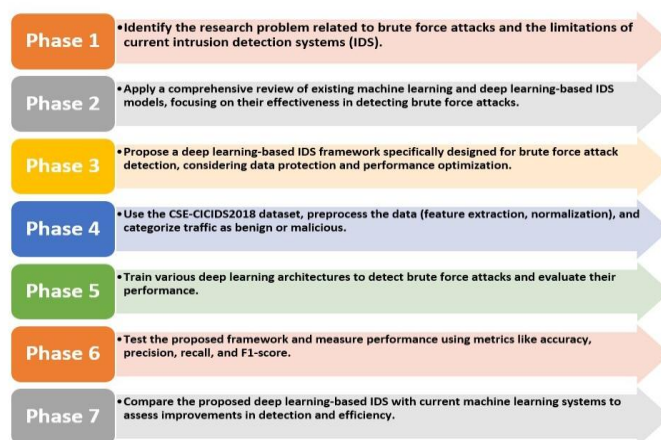 Phase 1
•Identify the research problem related to brute force attacks and the limitations of
current intrusion detection systems (IDS).
Phase 2
•Apply a comprehensive review of existing machine learning and deep learning-based IDS
models, focusing on their effectiveness in detecting brute force attacks.
Phase 3
•Propose a deep learning-based IDS framework specifically designed for brute force attack
detection, considering data protection and performance optimization.
Phase 4
•Use the CSE-CICIDS2018 dataset, preprocess the data (feature extraction, normalization), and
categorize traffic as benign or malicious.
Phase 5
•Train various deep learning architectures to detect brute force attacks and evaluate their
performance.
Phase 6
•Test the proposed framework and measure performance using metrics like accuracy,
precision, recall, and F1-score.
Phase 7
•Compare the proposed deep learning-based IDS with current machine learning systems to
assess improvements in detection and efficiency.